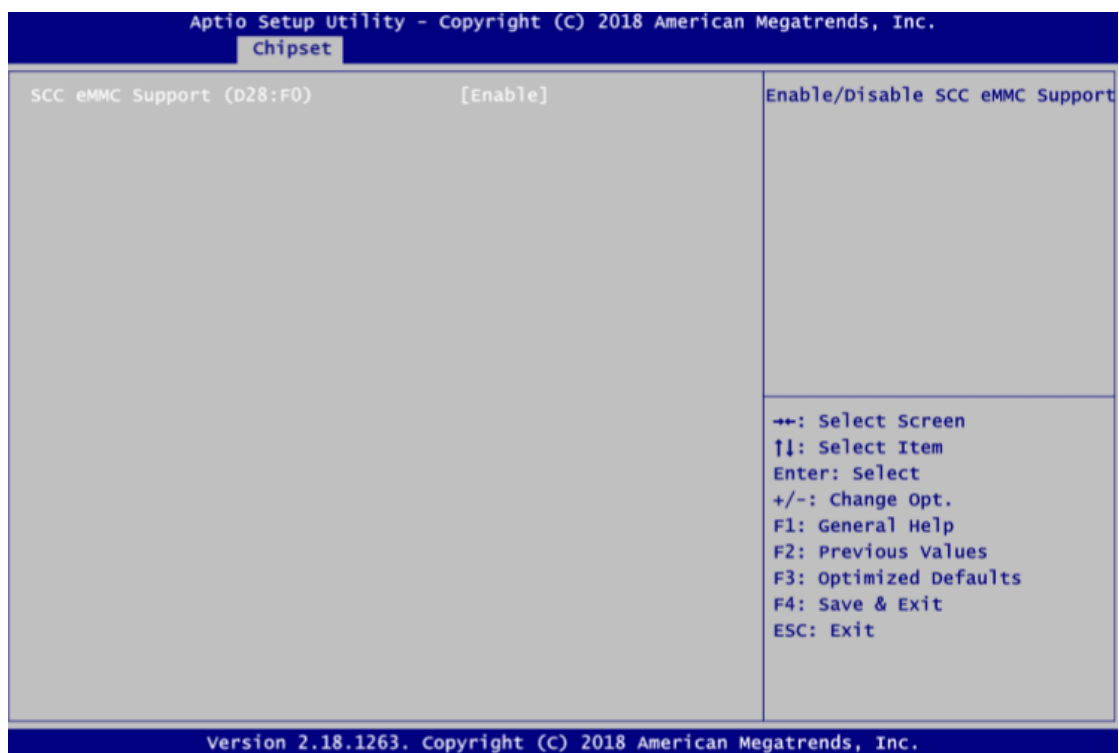 Aptio Setup Utility - Copyright (C) 2018 American Megatrends, Inc.
Chipset
SCC eMMC Support (D28:F0) [Enable]
Enable/Disable SCC eMMC Support
→←: Select Screen
↑↓: Select Item
Enter: Select
+/-: Change Opt.
F1: General Help
F2: Previous Values
F3: Optimized Defaults
F4: Save & Exit
ESC: Exit
Version 2.18.1263. Copyright (C) 2018 American Megatrends, Inc.